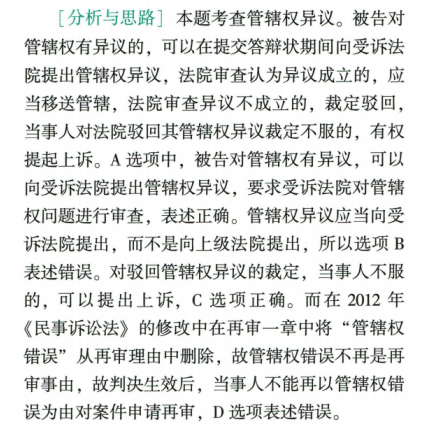 ［分析与思路］ 本题考查管辖权异议。被告对
管辖权有异议的，可以在提交答辩状期间向受诉法
院提出管辖权异议，法院审查认为异议成立的，应
当移送管辖，法院审查异议不成立的，裁定驳回，
当事人对法院驳回其管辖权异议裁定不服的，有权
提起上诉。A 选项中，被告对管辖权有异议，可以
向受诉法院提出管辖权异议，要求受诉法院对管辖
权问题进行审查，表述正确。管辖权异议应当向受
诉法院提出，而不是向上级法院提出，所以选项 B
表述错误。对驳回管辖权异议的裁定，当事人不服
的，可以提出上诉，C 选项正确。而在 2012 年
《民事诉讼法》的修改中在再审一章中将“管辖权
错误”从再审理由中删除，故管辖权错误不再是再
审事由，故判决生效后，当事人不能再以管辖权错
误为由对案件申请再审，D 选项表述错误。